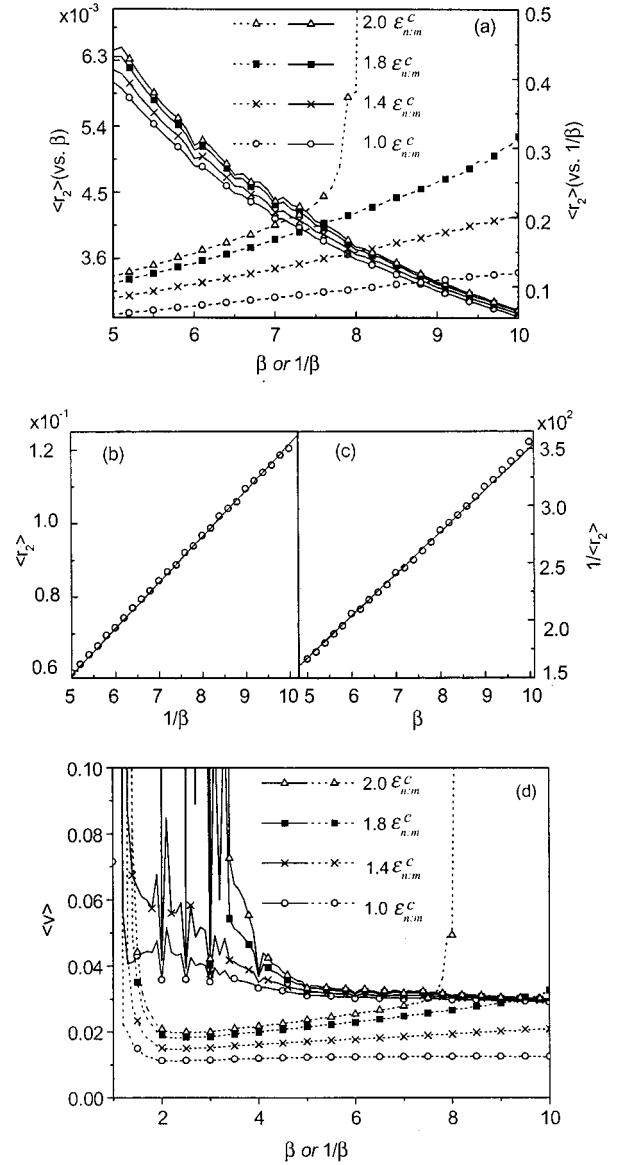 x10⁻³
(a)
2.0 ε^c_{n:m}
1.8 ε^c_{n:m}
1.4 ε^c_{n:m}
1.0 ε^c_{n:m}
6.3
5.4
4.5
3.6
<r₂>(vs. β)
0.5
0.4
0.3
0.2
0.1
<r₂>(vs. 1/β)
5 6 7 8 9 10
β or 1/β
x10⁻¹
(b)
1.2
1.0
0.8
0.6
<r₂>
5 6 7 8 9 10
1/β
x10²
(c)
3.5
3.0
2.5
2.0
1.5
1/<r₂>
5 6 7 8 9 10
β
(d)
2.0 ε^c_{n:m}
1.8 ε^c_{n:m}
1.4 ε^c_{n:m}
1.0 ε^c_{n:m}
0.10
0.08
0.06
0.04
0.02
0.00
<v>
2 4 6 8 10
β or 1/β